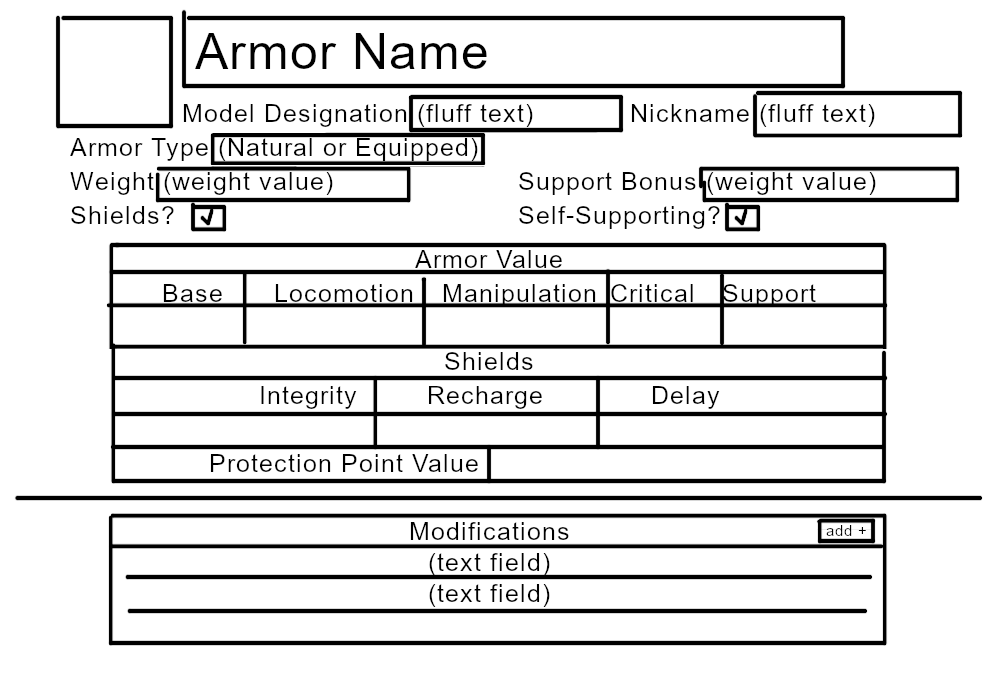 Armor Name
Model Designation (fluff text) Nickname (fluff text)
Armor Type (Natural or Equipped)
Weight (weight value) Support Bonus (weight value)
Shields? Self-Supporting?
Armor Value
Base Locomotion Manipulation Critical Support
Shields
Integrity Recharge Delay
Protection Point Value
Modifications add +
(text field)
(text field)